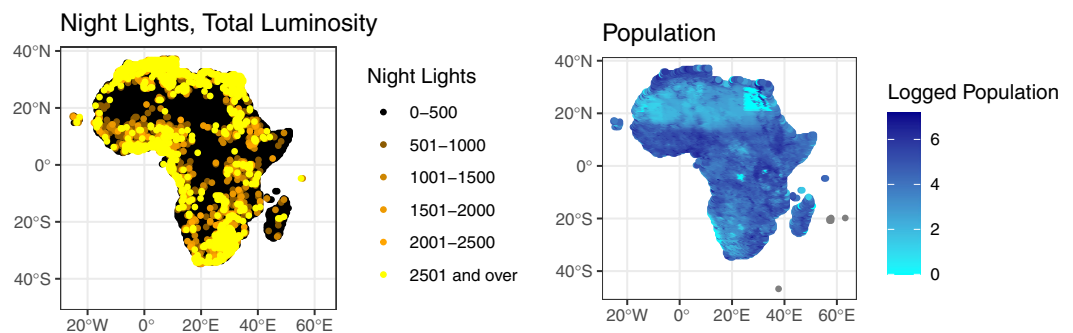 Night Lights, Total Luminosity
40°N
20°N
0°
20°S
40°S
20°W 0° 20°E 40°E 60°E
Night Lights
0−500
501−1000
1001−1500
1501−2000
2001−2500
2501 and over
Population
40°N
20°N
0°
20°S
40°S
20°W 0° 20°E 40°E 60°E
Logged Population
6
4
2
0